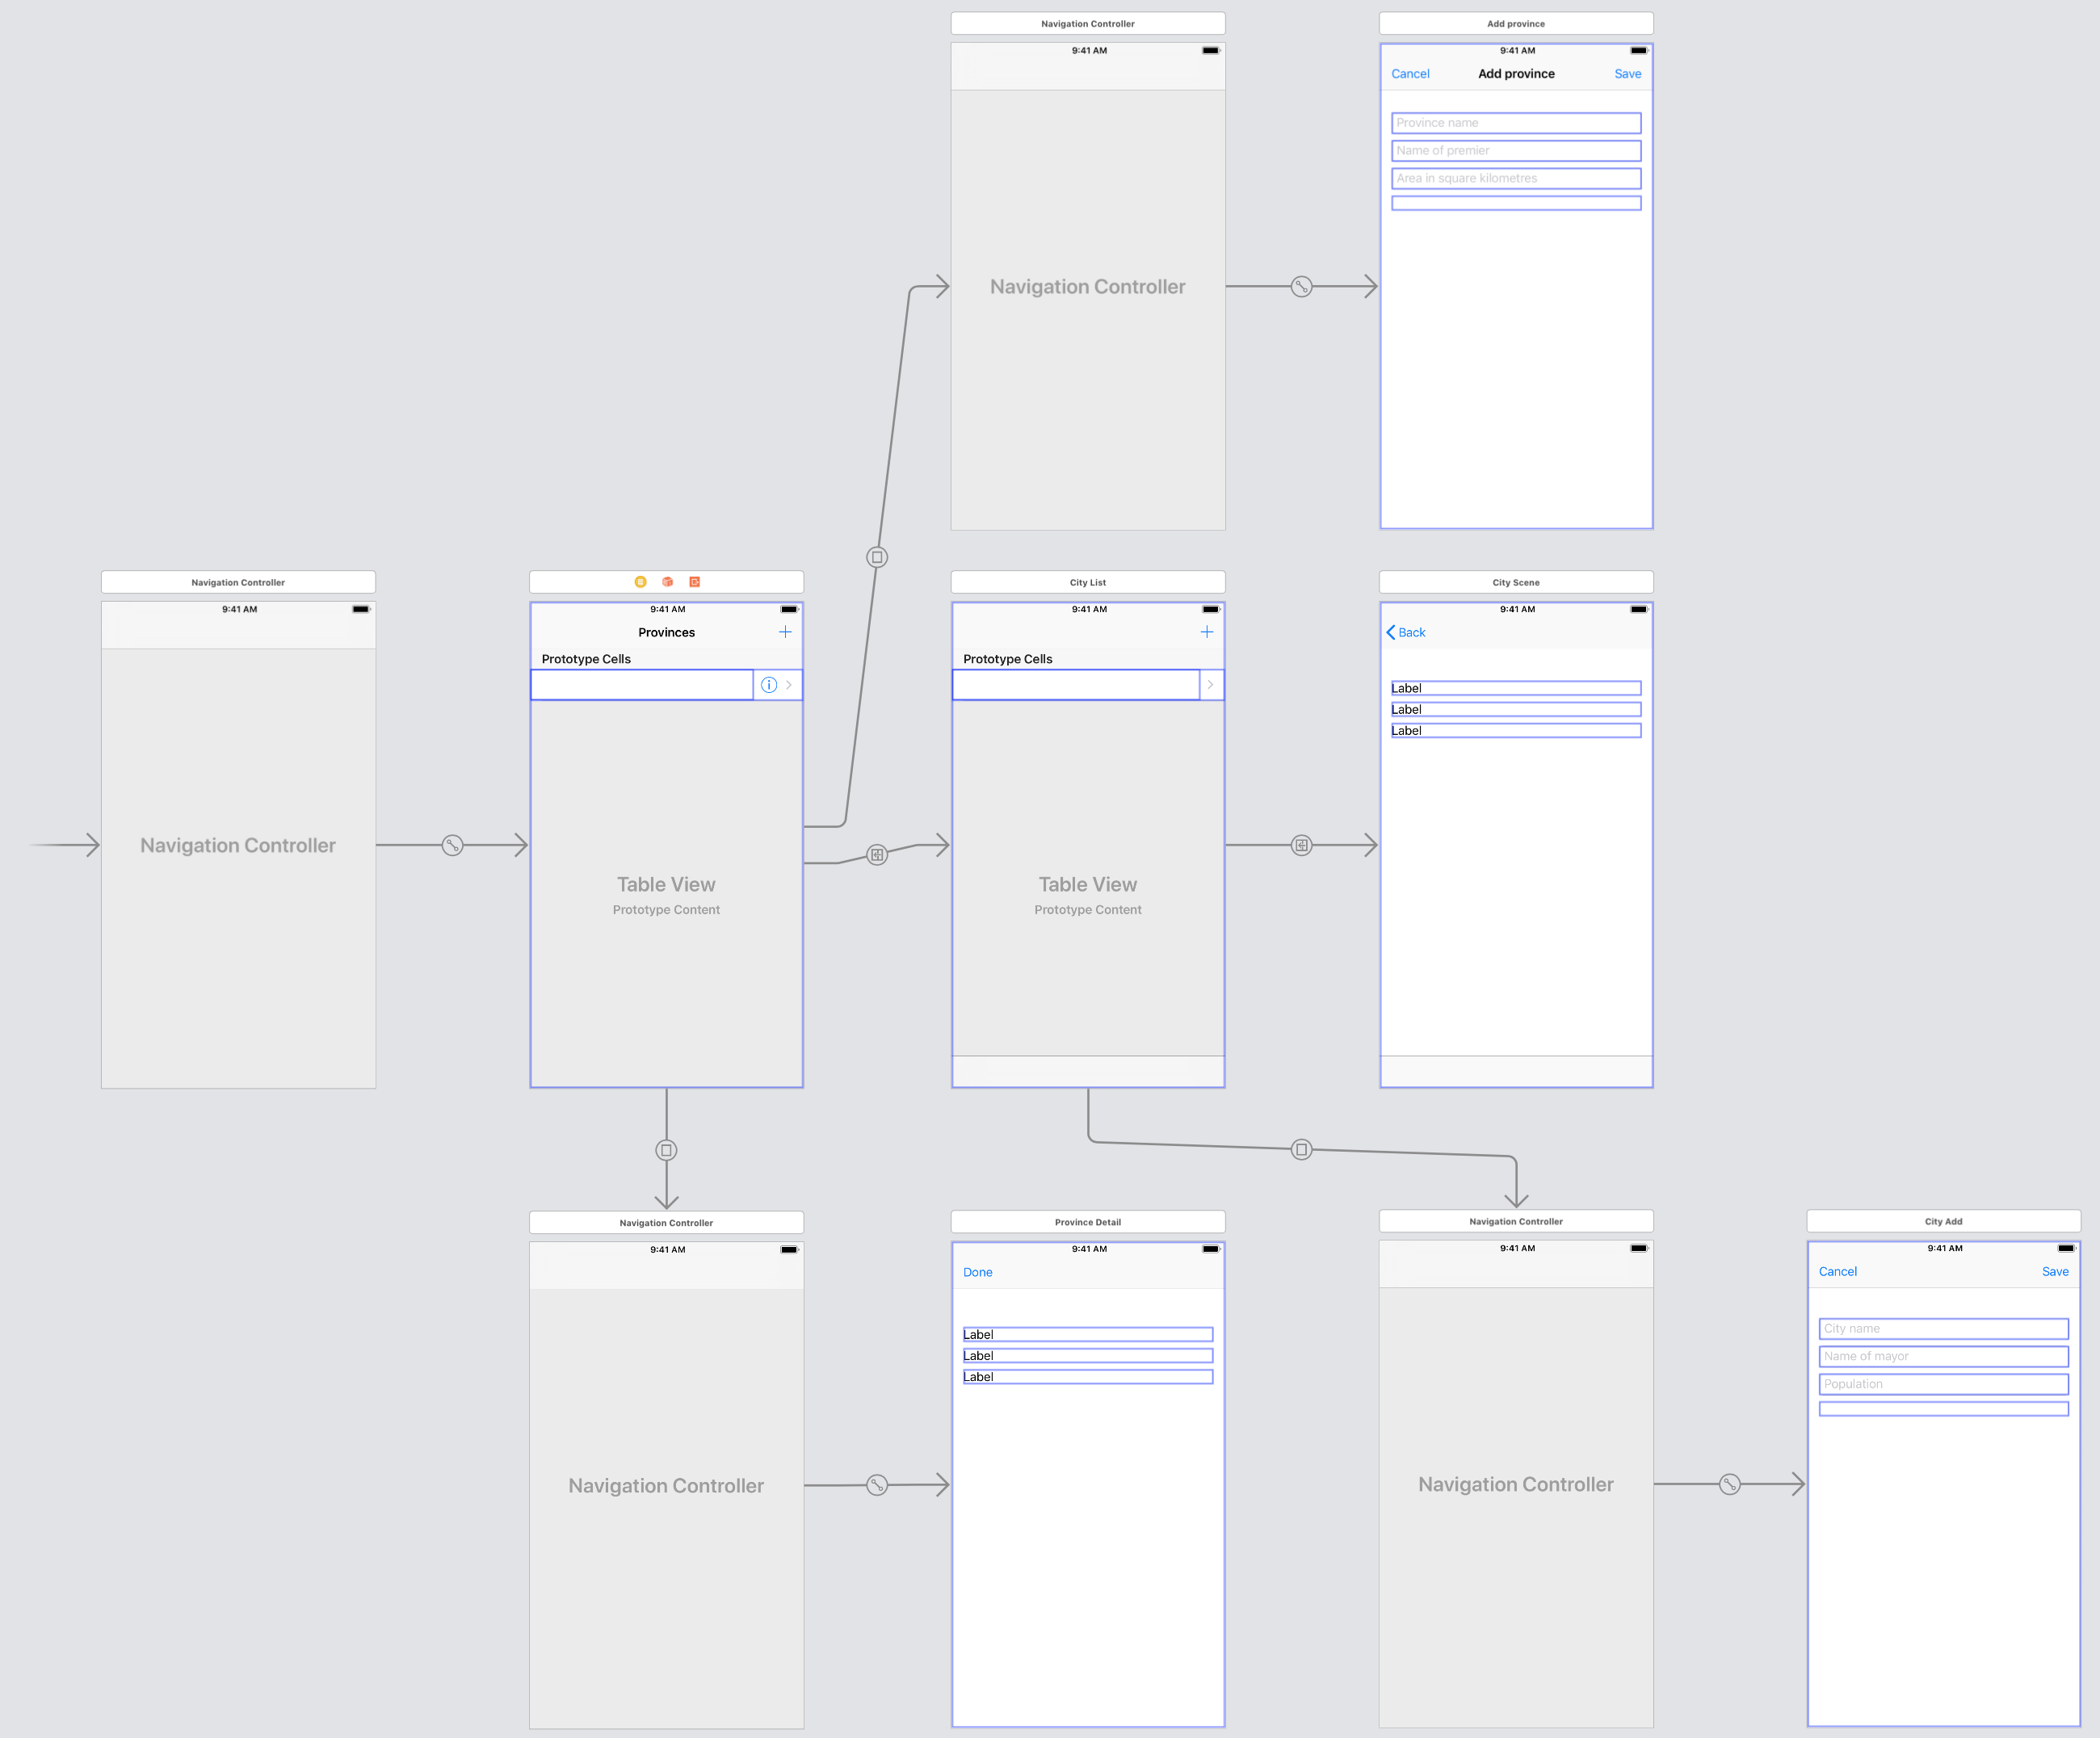 Navigation Controller
9:41 AM
Navigation Controller
Add province
9:41 AM
Cancel Add province Save
Province name
Name of premier
Area in square kilometres
Navigation Controller
9:41 AM
Navigation Controller
9:41 AM
Provinces
Prototype Cells
Table View
Prototype Content
City List
9:41 AM
Prototype Cells
Table View
Prototype Content
City Scene
9:41 AM
Back
Label
Label
Label
Navigation Controller
9:41 AM
Navigation Controller
Province Detail
9:41 AM
Done
Label
Label
Label
Navigation Controller
9:41 AM
Navigation Controller
City Add
9:41 AM
Cancel Save
City name
Name of mayor
Population